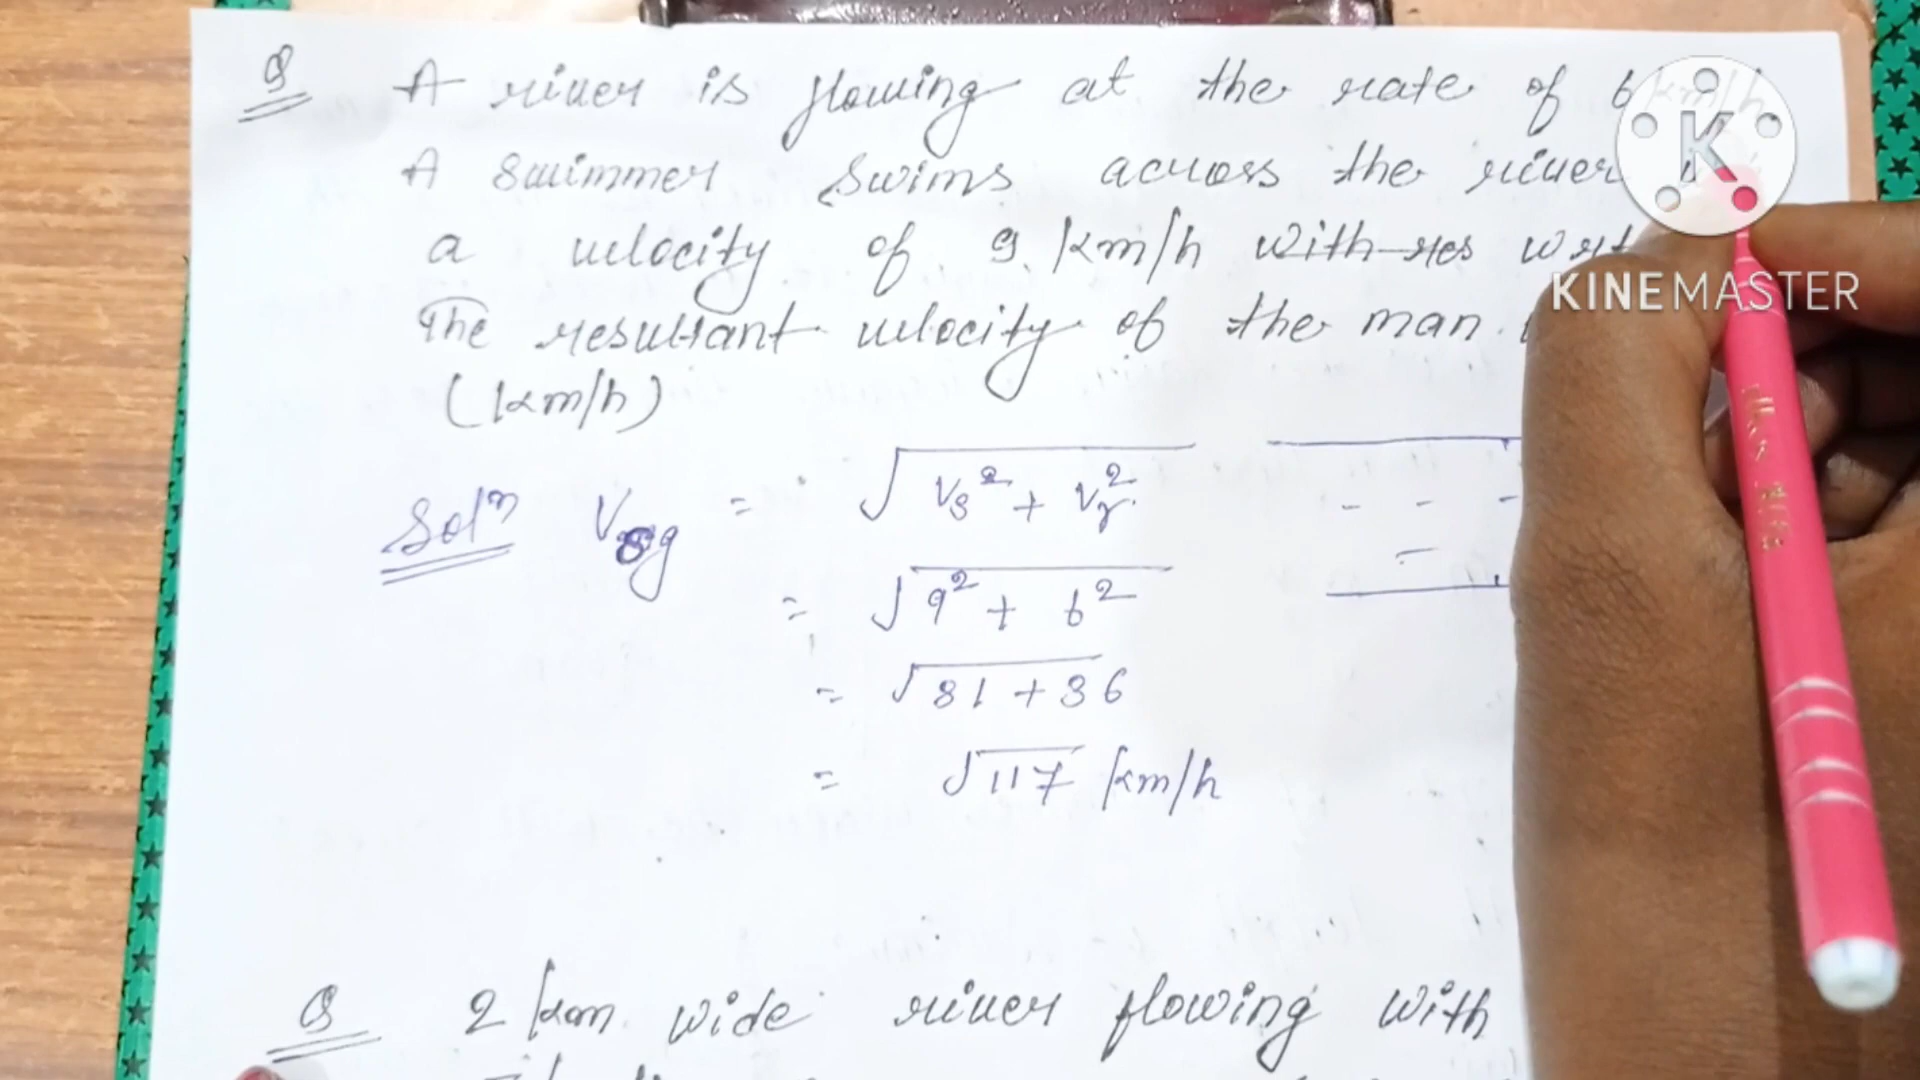 Q A river is flowing at the rate of 6 km/h
A swimmer swims across the river
a velocity of 9 km/h with res wrt
The resultant velocity of the man
(km/h)
Solⁿ Vsg = √Vs² + Vr²
= √9² + 6²
= √81 + 36
= √117 km/h
Q 2 km wide river flowing with
K
KINEMASTER